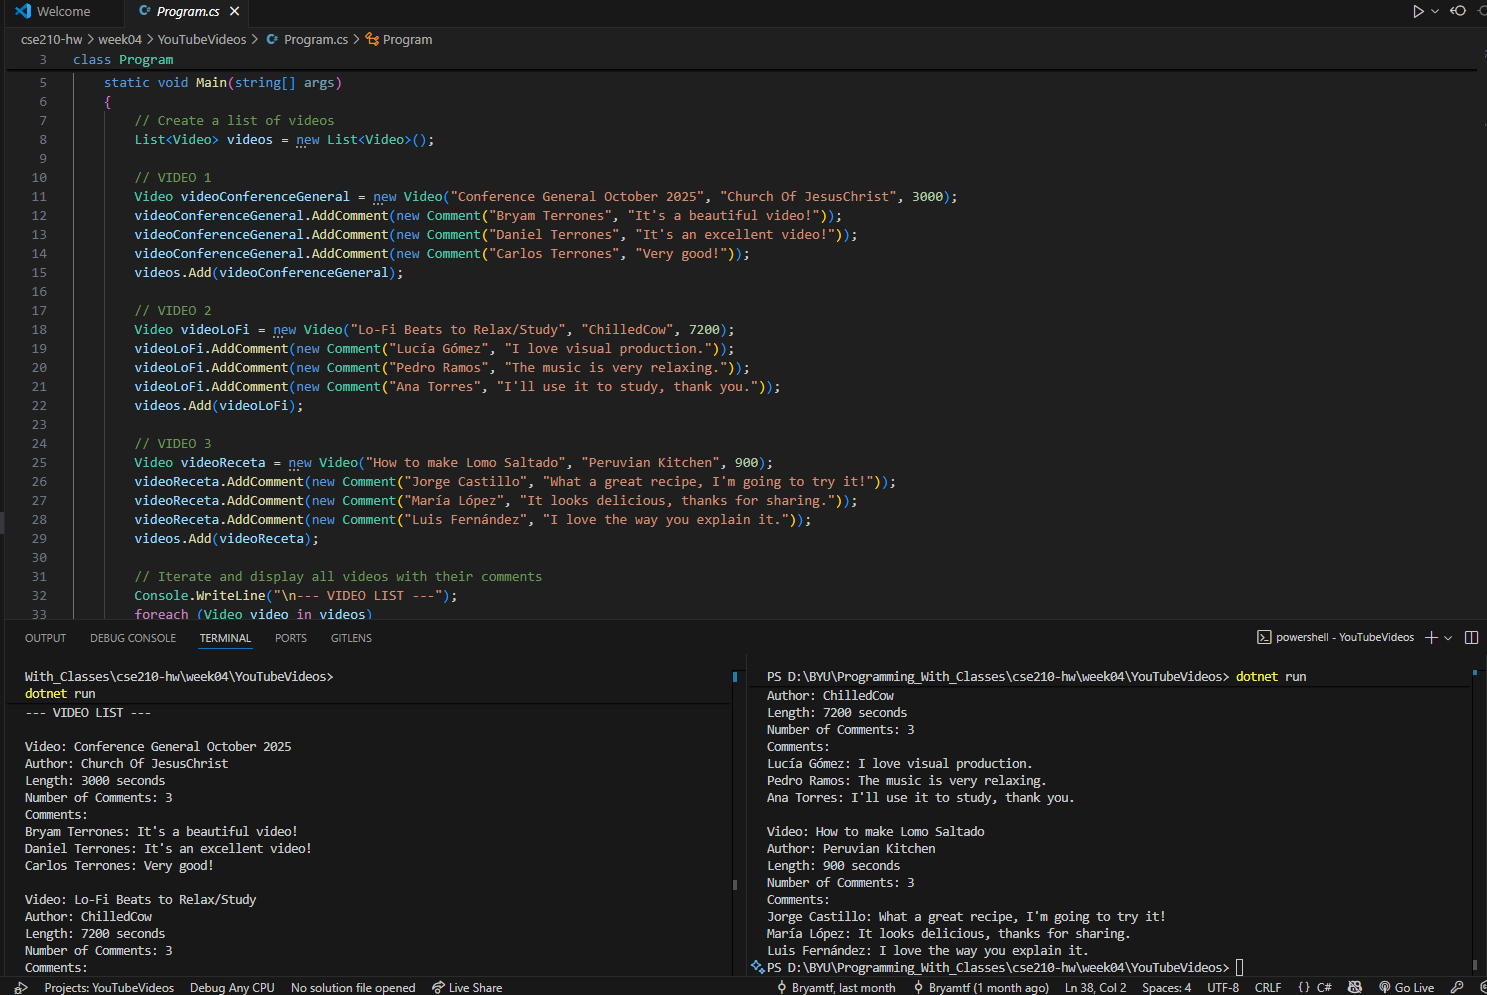 Welcome
Program.cs
cse210-hw > week04 > YouTubeVideos > Program.cs > Program
3 class Program
5 static void Main(string[] args)
6 {
7 // Create a list of videos
8 List<Video> videos = new List<Video>();
9
10 // VIDEO 1
11 Video videoConferenceGeneral = new Video("Conference General October 2025", "Church Of JesusChrist", 3000);
12 videoConferenceGeneral.AddComment(new Comment("Bryam Terrones", "It's a beautiful video!"));
13 videoConferenceGeneral.AddComment(new Comment("Daniel Terrones", "It's an excellent video!"));
14 videoConferenceGeneral.AddComment(new Comment("Carlos Terrones", "Very good!"));
15 videos.Add(videoConferenceGeneral);
16
17 // VIDEO 2
18 Video videoLoFi = new Video("Lo-Fi Beats to Relax/Study", "ChilledCow", 7200);
19 videoLoFi.AddComment(new Comment("Lucía Gómez", "I love visual production."));
20 videoLoFi.AddComment(new Comment("Pedro Ramos", "The music is very relaxing."));
21 videoLoFi.AddComment(new Comment("Ana Torres", "I'll use it to study, thank you."));
22 videos.Add(videoLoFi);
23
24 // VIDEO 3
25 Video videoReceta = new Video("How to make Lomo Saltado", "Peruvian Kitchen", 900);
26 videoReceta.AddComment(new Comment("Jorge Castillo", "What a great recipe, I'm going to try it!"));
27 videoReceta.AddComment(new Comment("María López", "It looks delicious, thanks for sharing."));
28 videoReceta.AddComment(new Comment("Luis Fernández", "I love the way you explain it."));
29 videos.Add(videoReceta);
30
31 // Iterate and display all videos with their comments
32 Console.WriteLine("\n--- VIDEO LIST ---");
33 foreach (Video video in videos)
OUTPUT DEBUG CONSOLE TERMINAL PORTS GITLENS
powershell - YouTubeVideos
With_Classes\cse210-hw\week04\YouTubeVideos>
dotnet run
--- VIDEO LIST ---
Video: Conference General October 2025
Author: Church Of JesusChrist
Length: 3000 seconds
Number of Comments: 3
Comments:
Bryam Terrones: It's a beautiful video!
Daniel Terrones: It's an excellent video!
Carlos Terrones: Very good!
Video: Lo-Fi Beats to Relax/Study
Author: ChilledCow
Length: 7200 seconds
Number of Comments: 3
Comments:
PS D:\BYU\Programming_With_Classes\cse210-hw\week04\YouTubeVideos> dotnet run
Author: ChilledCow
Length: 7200 seconds
Number of Comments: 3
Comments:
Lucía Gómez: I love visual production.
Pedro Ramos: The music is very relaxing.
Ana Torres: I'll use it to study, thank you.
Video: How to make Lomo Saltado
Author: Peruvian Kitchen
Length: 900 seconds
Number of Comments: 3
Comments:
Jorge Castillo: What a great recipe, I'm going to try it!
María López: It looks delicious, thanks for sharing.
Luis Fernández: I love the way you explain it.
PS D:\BYU\Programming_With_Classes\cse210-hw\week04\YouTubeVideos>
Projects: YouTubeVideos Debug Any CPU No solution file opened Live Share Bryamtf, last month Bryamtf (1 month ago) Ln 38, Col 2 Spaces: 4 UTF-8 CRLF {} C# Go Live